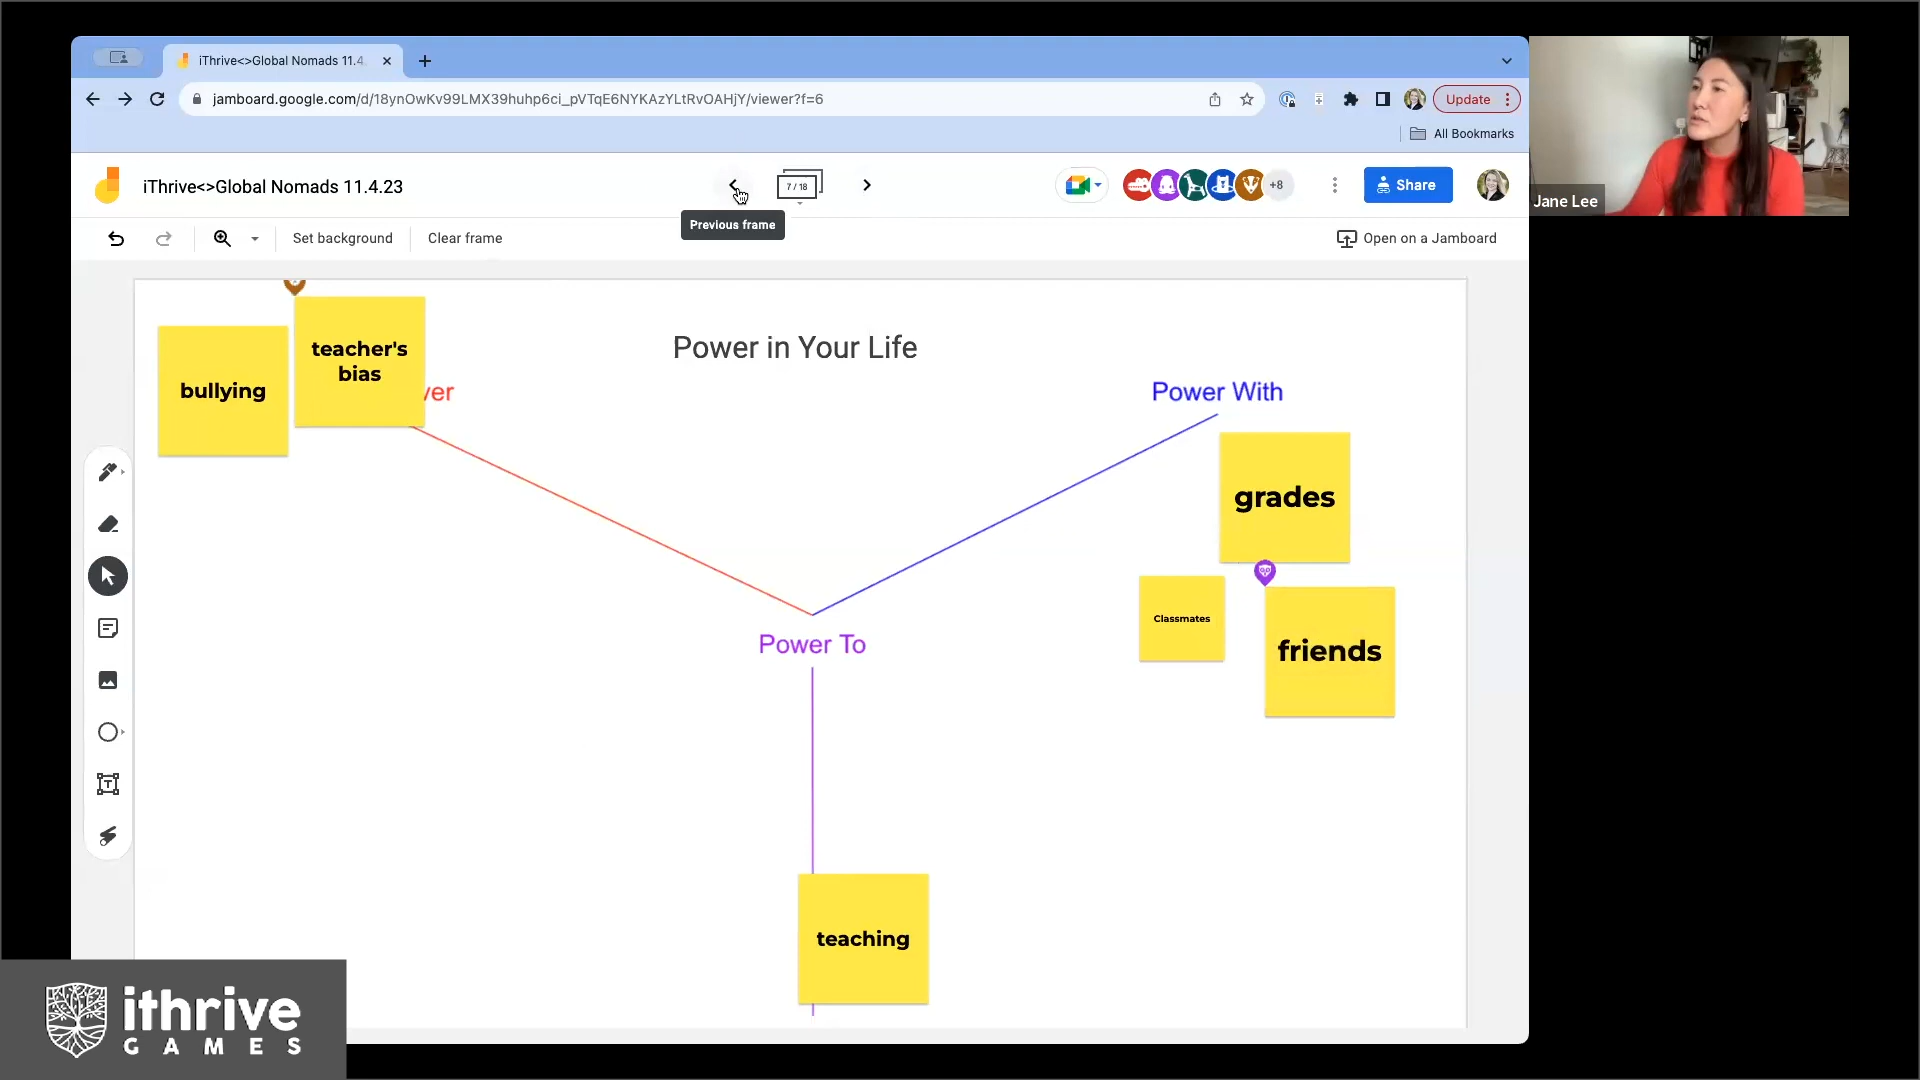 iThrive<>Global Nomads 11.4
jamboard.google.com/d/18ynOwKv99LMX39huhp6ci_pVTqE6NYKAzYLtRvOAHjY/viewer?f=6
Update
All Bookmarks
iThrive<>Global Nomads 11.4.23
7 / 18
+8
Share
Jane Lee
Previous frame
Set background
Clear frame
Open on a Jamboard
Power in Your Life
bullying
teacher's
bias
ver
Power With
grades
Classmates
friends
Power To
teaching
ithrive
GAMES